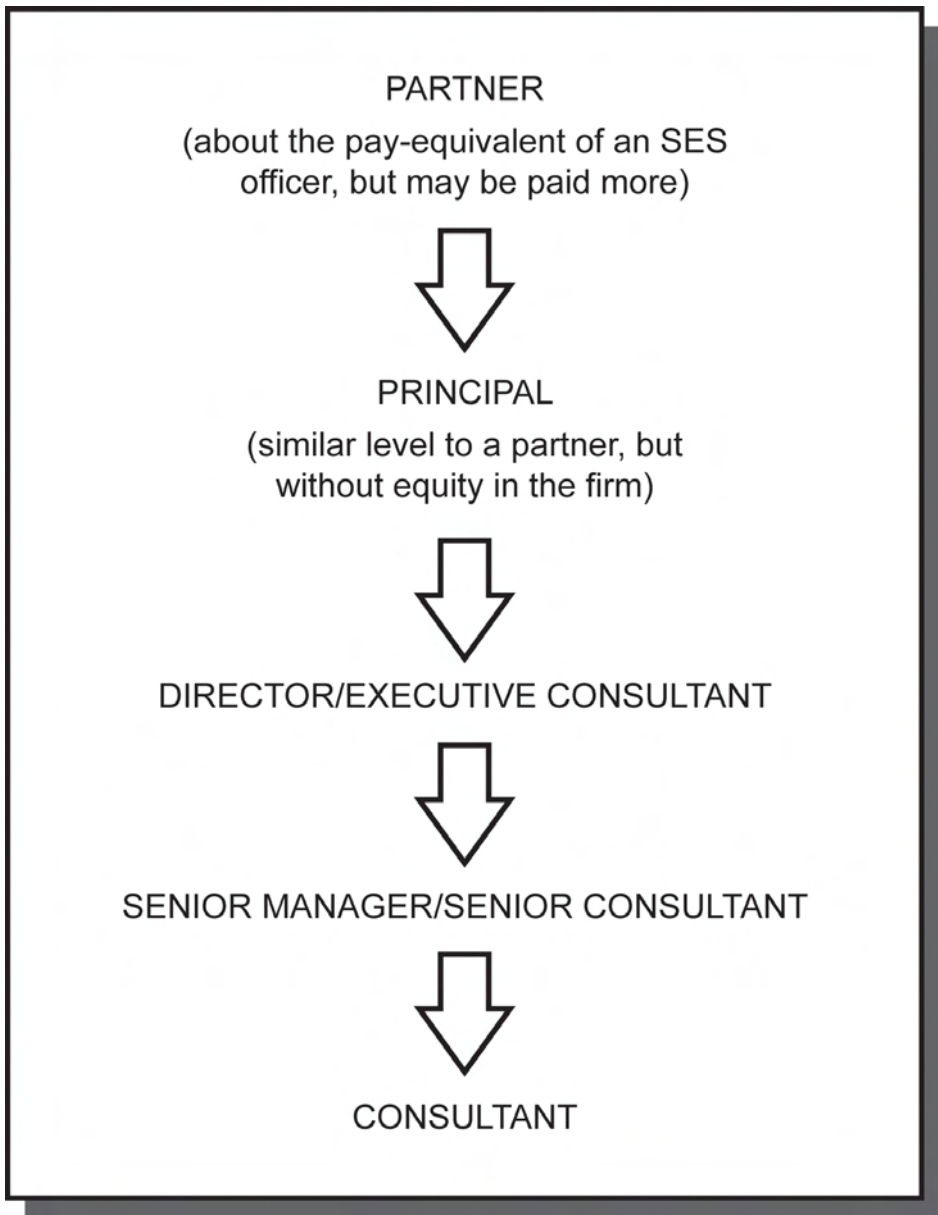 PARTNER
(about the pay-equivalent of an SES
officer, but may be paid more)
PRINCIPAL
(similar level to a partner, but
without equity in the firm)
DIRECTOR/EXECUTIVE CONSULTANT
SENIOR MANAGER/SENIOR CONSULTANT
CONSULTANT